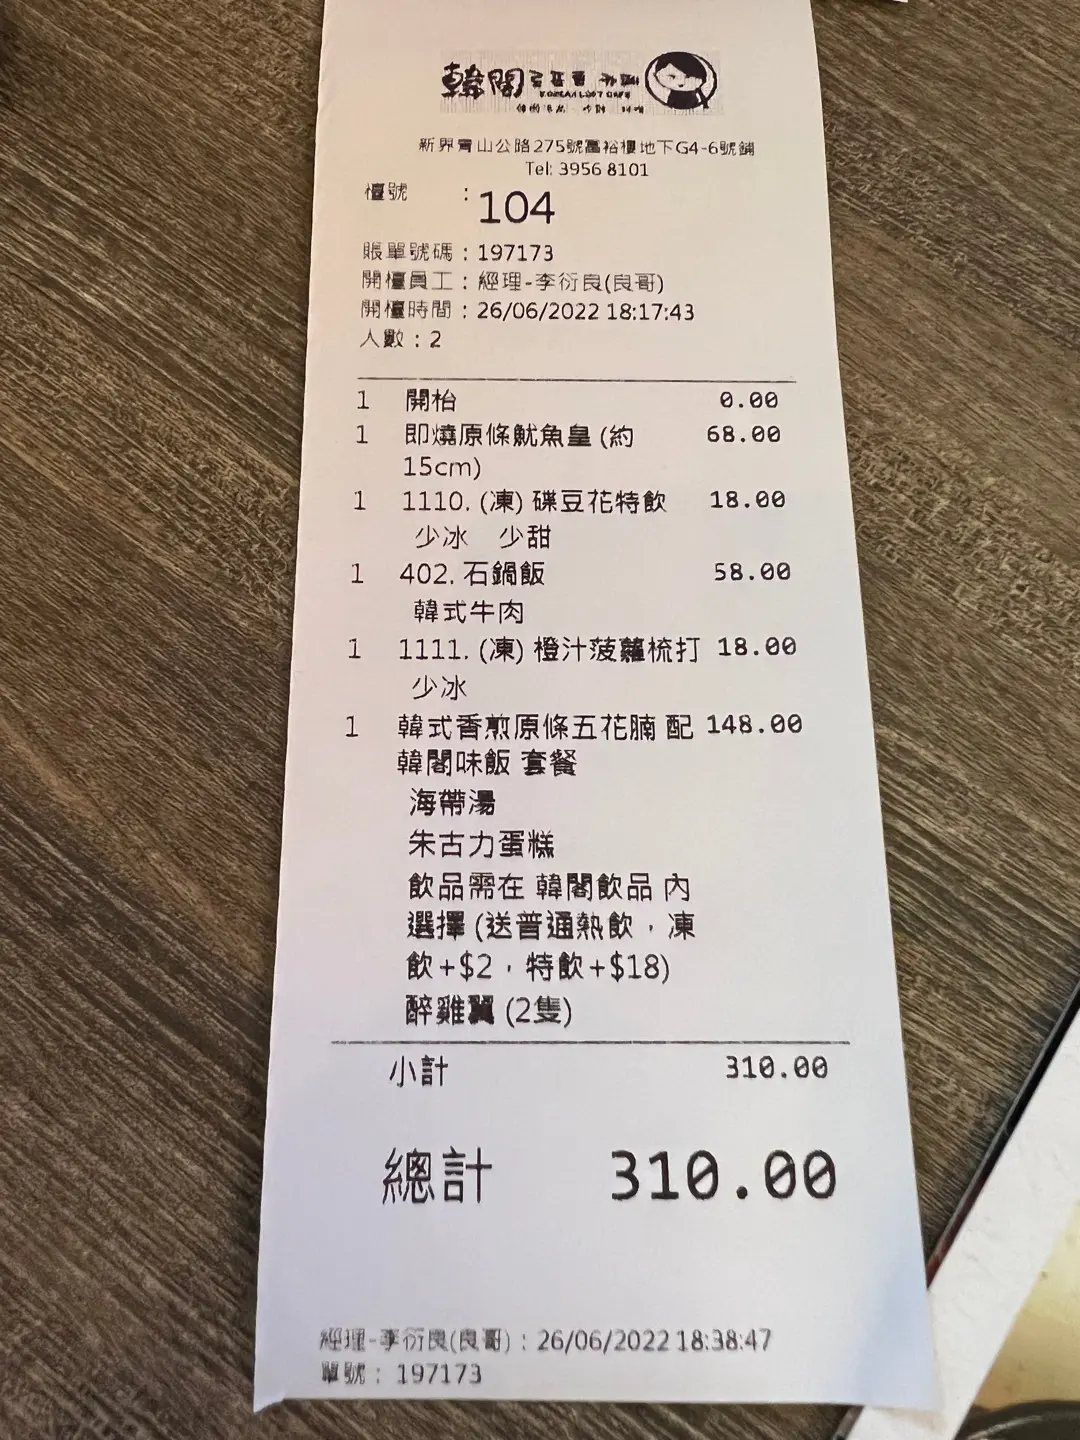 韓閣
新界青山公路275號富裕樓地下G4-6號鋪
Tel: 3956 8101
檯號 : 104
賬單號碼 : 197173
開檯員工 : 經理-李衍良(良哥)
開檯時間 : 26/06/2022 18:17:43
人數 : 2
1 開枱 0.00
1 即燒原條魷魚皇 (約 68.00
15cm)
1 1110. (凍) 碟豆花特飲 18.00
少冰 少甜
1 402. 石鍋飯 58.00
韓式牛肉
1 1111. (凍) 橙汁菠蘿梳打 18.00
少冰
1 韓式香煎原條五花腩 配 148.00
韓閣味飯 套餐
海帶湯
朱古力蛋糕
飲品需在 韓閣飲品 內
選擇 (送普通熱飲，凍
飲+$2，特飲+$18)
醉雞翼 (2隻)
小計 310.00
總計 310.00
經理-李衍良(良哥) : 26/06/2022 18:38:47
單號 : 197173